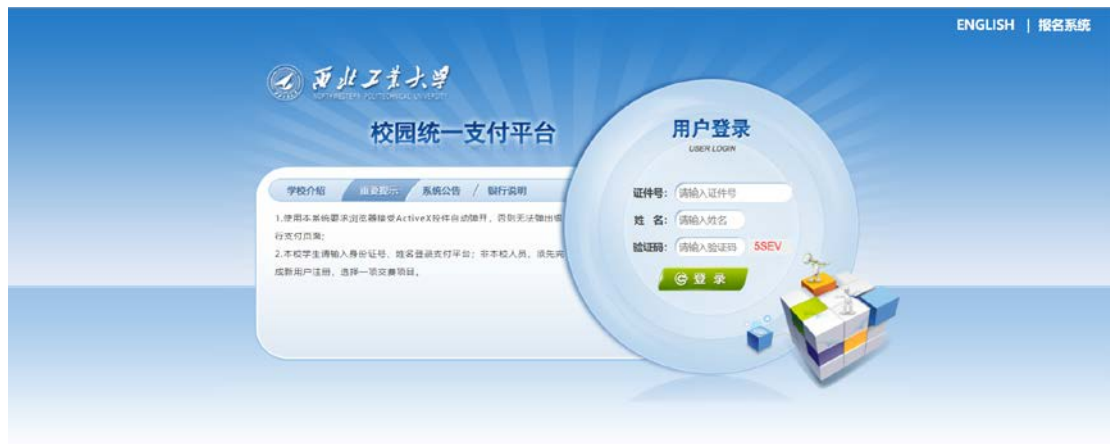 ENGLISH | 报名系统
西北工业大学
NORTHWESTERN POLYTECHNICAL UNIVERSITY
校园统一支付平台
用户登录
USER LOGIN
学校介绍 重要提示 / 系统公告 / 银行说明
1.使用本系统要求浏览器接受ActiveX控件自动弹开，否则无法弹出银
行支付页面;
2.本校学生请输入身份证号、姓名登录支付平台; 非本校人员，须先完
成新用户注册，选择一项交费项目。
证件号: 请输入证件号
姓 名: 请输入姓名
验证码: 请输入验证码 5SEV
登 录